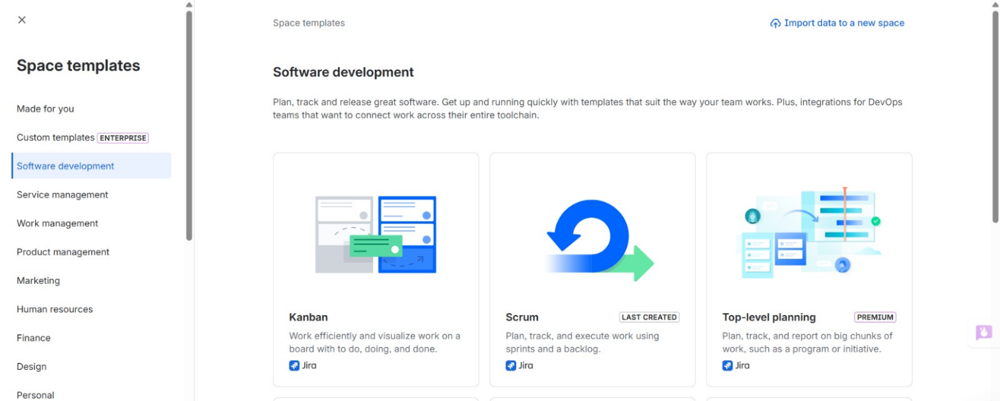 Space templates
Made for you
Custom templates ENTERPRISE
Software development
Service management
Work management
Product management
Marketing
Human resources
Finance
Design
Personal
Space templates
Import data to a new space
Software development
Plan, track and release great software. Get up and running quickly with templates that suit the way your team works. Plus, integrations for DevOps
teams that want to connect work across their entire toolchain.
Kanban
Work efficiently and visualize work on a
board with to do, doing, and done.
Jira
Scrum LAST CREATED
Plan, track, and execute work using
sprints and a backlog.
Jira
Top-level planning PREMIUM
Plan, track, and report on big chunks of
work, such as a program or initiative.
Jira